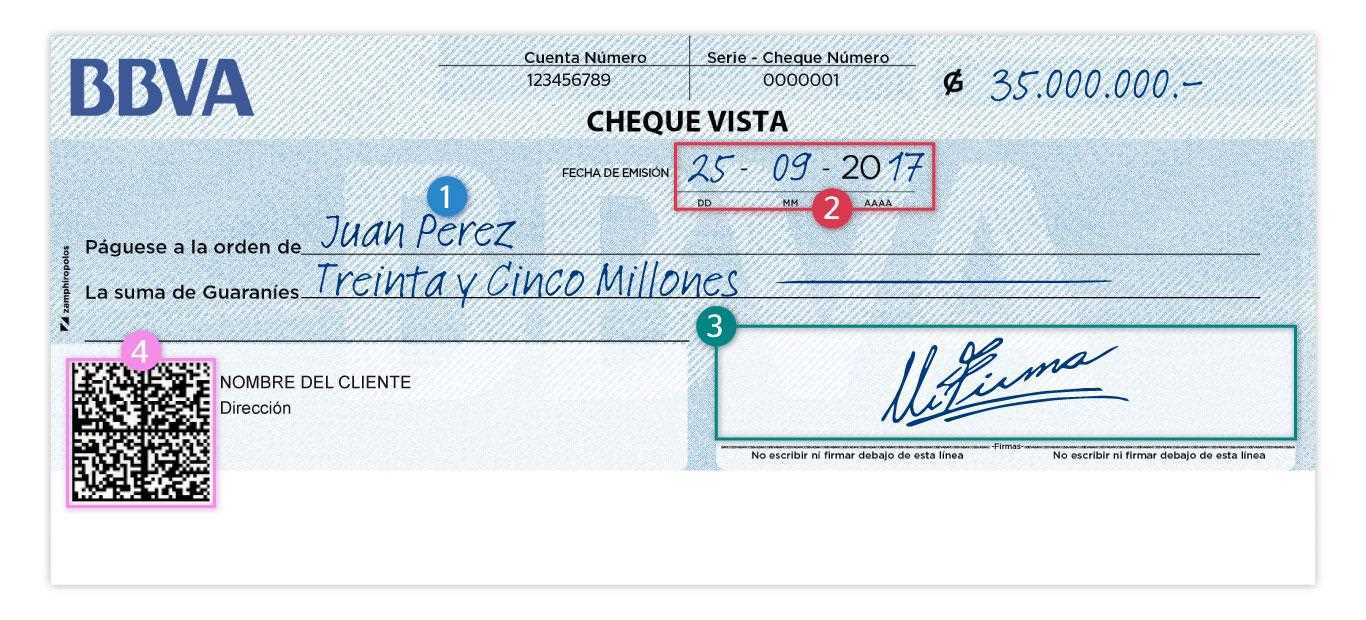 BBVA
Cuenta Número
123456789
Serie - Cheque Número
0000001
₲ 35.000.000.-
CHEQUE VISTA
FECHA DE EMISIÓN 25 - 09 - 2017
DD MM AAAA
1
2
Páguese a la orden de Juan Perez
La suma de Guaraníes Treinta y Cinco Millones
zamphiropolos
3
4
NOMBRE DEL CLIENTE
Dirección
Mi Firma
-Firmas-
No escribir ni firmar debajo de esta línea No escribir ni firmar debajo de esta línea